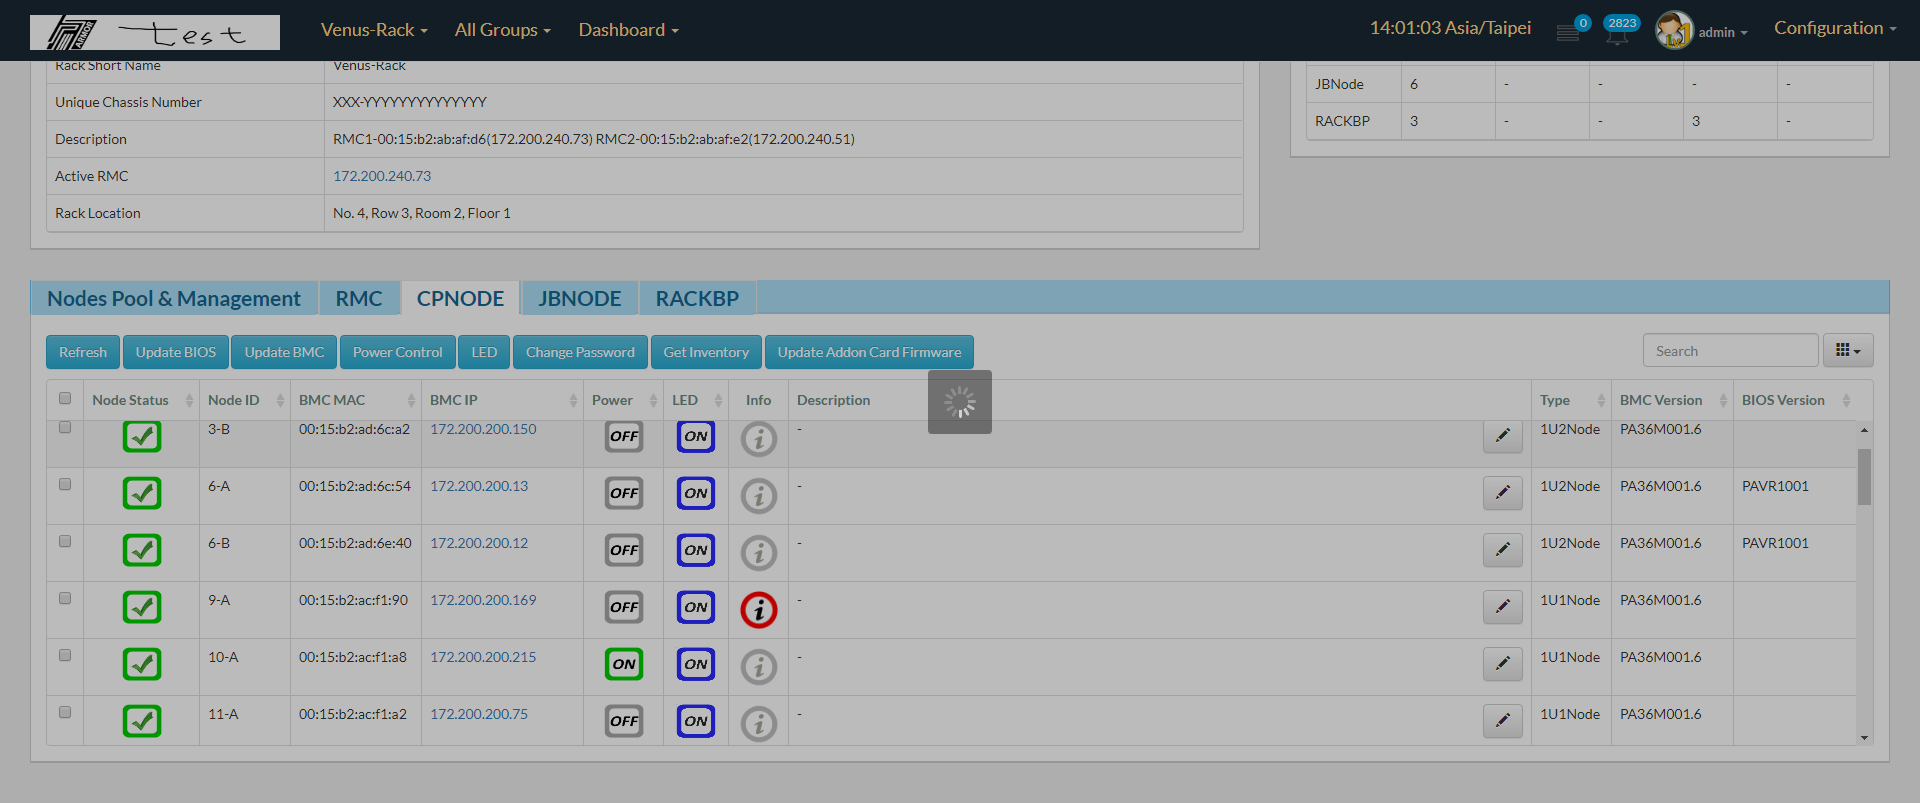 ARMOR test Venus-Rack All Groups Dashboard 14:01:03 Asia/Taipei 0 2823 admin Configuration
Rack Short Name Venus-Rack
Unique Chassis Number XXX-YYYYYYYYYYYYYY
Description RMC1-00:15:b2:ab:af:d6(172.200.240.73) RMC2-00:15:b2:ab:af:e2(172.200.240.51)
Active RMC 172.200.240.73
Rack Location No. 4, Row 3, Room 2, Floor 1
JBNode 6 - - - -
RACKBP 3 - - 3 -
Nodes Pool & Management RMC CPNODE JBNODE RACKBP
Refresh Update BIOS Update BMC Power Control LED Change Password Get Inventory Update Addon Card Firmware Search
Node Status Node ID BMC MAC BMC IP Power LED Info Description Type BMC Version BIOS Version
3-B 00:15:b2:ad:6c:a2 172.200.200.150 OFF ON i - 1U2Node PA36M001.6
6-A 00:15:b2:ad:6c:54 172.200.200.13 OFF ON i - 1U2Node PA36M001.6 PAVR1001
6-B 00:15:b2:ad:6e:40 172.200.200.12 OFF ON i - 1U2Node PA36M001.6 PAVR1001
9-A 00:15:b2:ac:f1:90 172.200.200.169 OFF ON i - 1U1Node PA36M001.6
10-A 00:15:b2:ac:f1:a8 172.200.200.215 ON ON i - 1U1Node PA36M001.6
11-A 00:15:b2:ac:f1:a2 172.200.200.75 OFF ON i - 1U1Node PA36M001.6